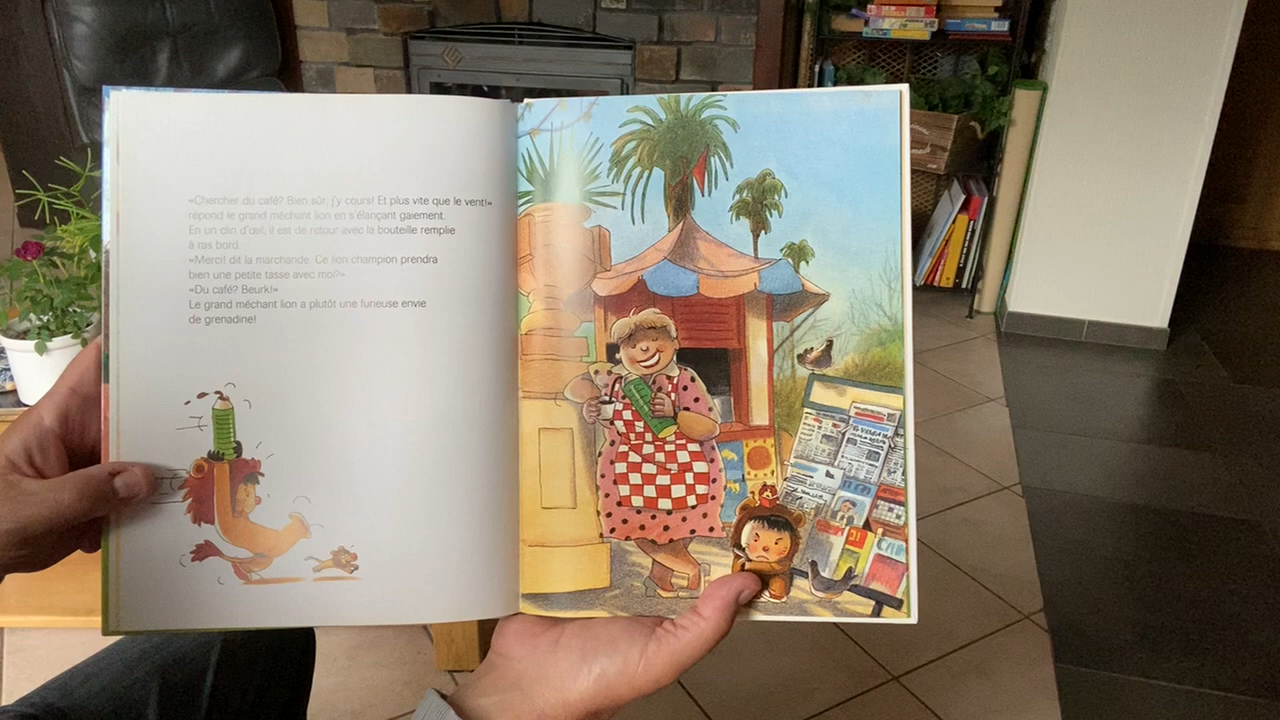 «Chercher du café? Bien sûr, j'y cours! Et plus vite que le vent!»
répond le grand méchant lion en s'élançant gaiement.
En un clin d'œil, il est de retour avec la bouteille remplie
à ras bord.
«Merci! dit la marchande. Ce lion champion prendra
bien une petite tasse avec moi?»
«Du café? Beurk!»
Le grand méchant lion a plutôt une furieuse envie
de grenadine!